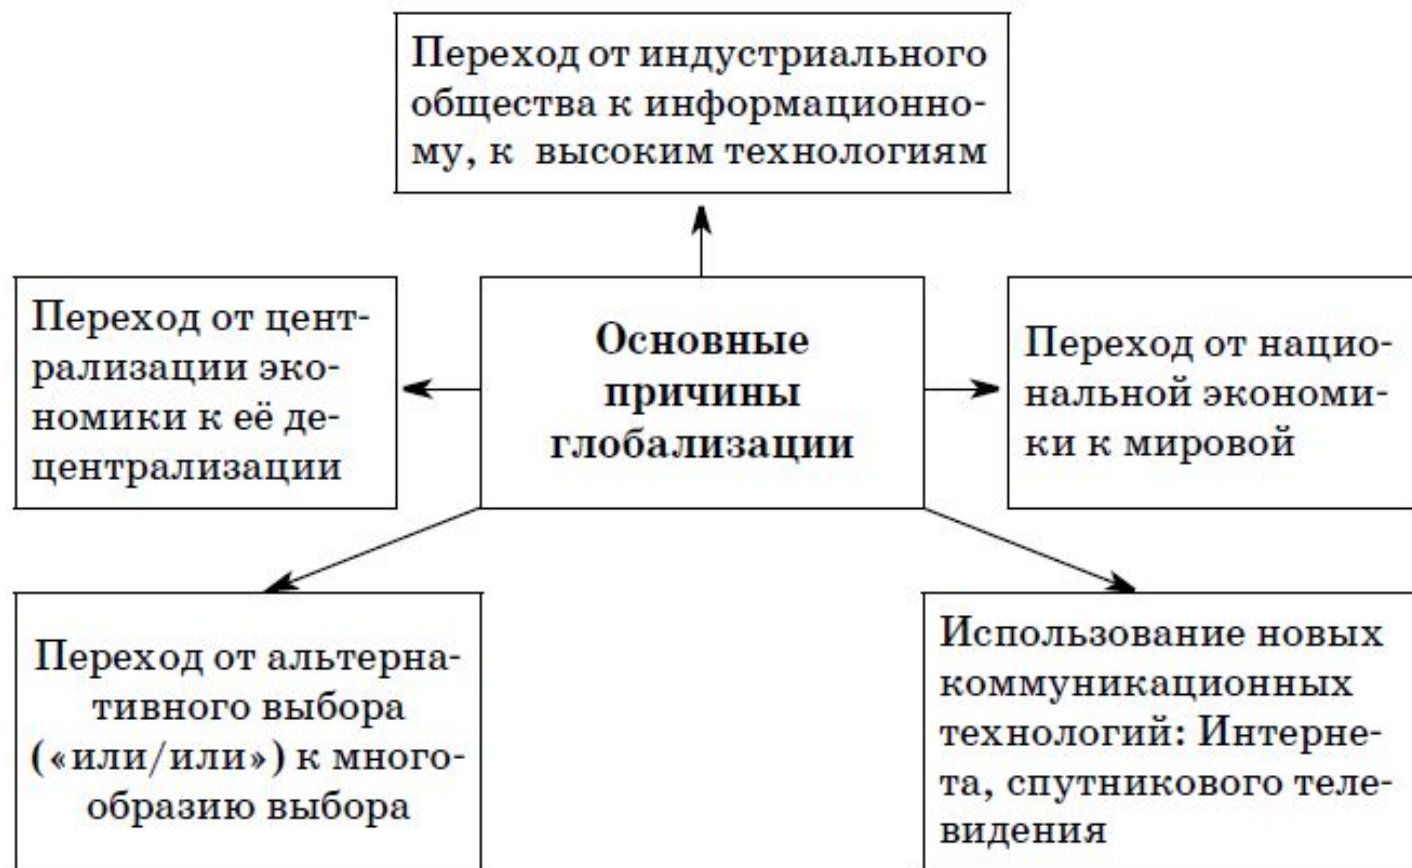 Переход от индустриального
общества к информационно-
му, к высоким технологиям
Переход от цент-
рализации эко-
номики к её де-
централизации
Основные
причины
глобализации
Переход от нацио-
нальной экономи-
ки к мировой
Переход от альтерна-
тивного выбора
(«или/или») к много-
образию выбора
Использование новых
коммуникационных
технологий: Интерне-
та, спутникового теле-
видения